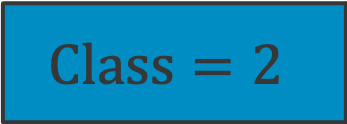 Class = 2